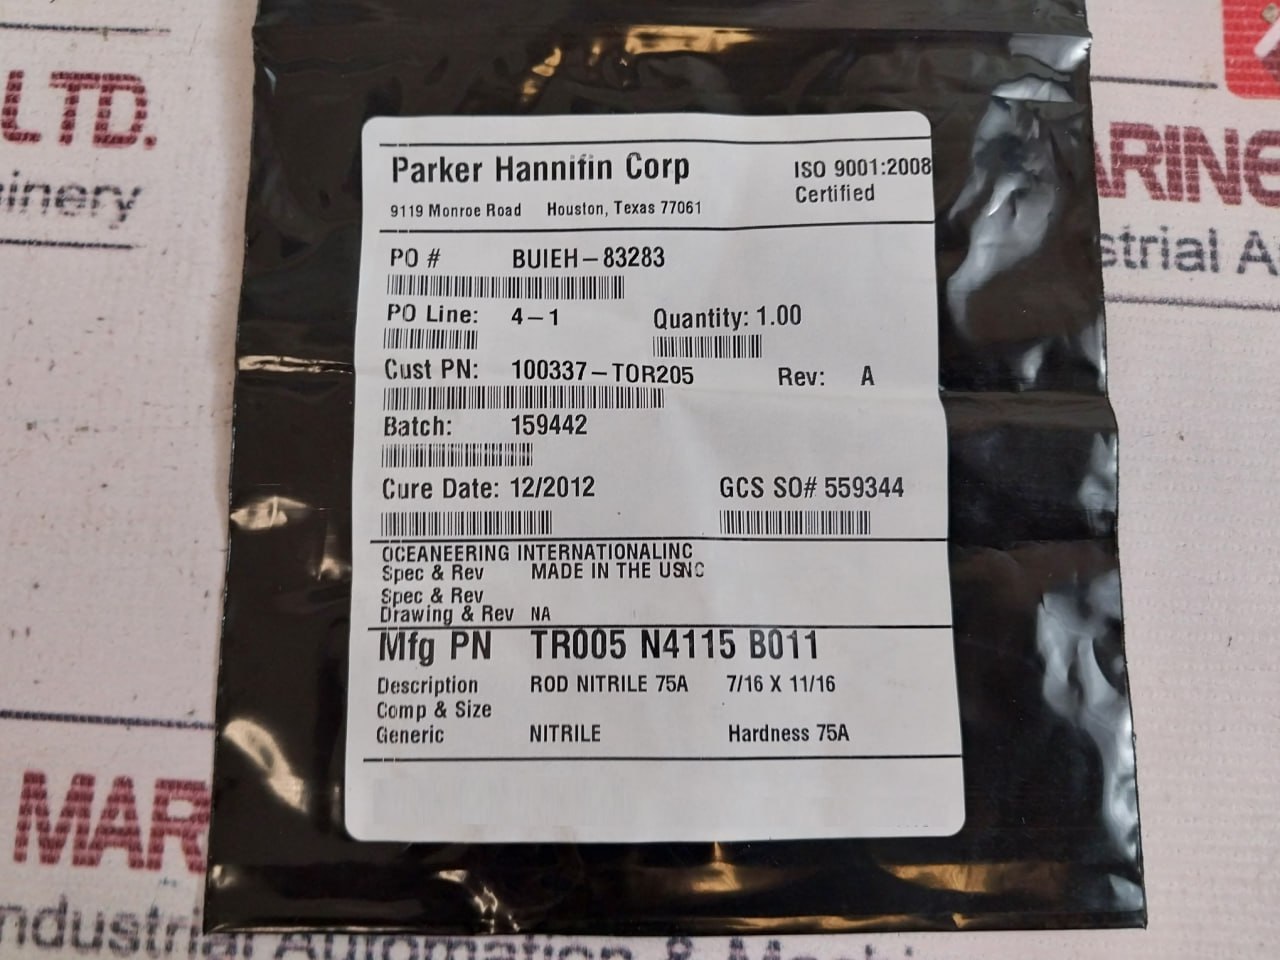 LTD.
inery
ARINE
strial A
Parker Hannifin Corp
ISO 9001:2008
Certified
9119 Monroe Road Houston, Texas 77061
PO # BUIEH-83283
PO Line: 4-1 Quantity: 1.00
Cust PN: 100337-TOR205 Rev: A
Batch: 159442
Cure Date: 12/2012 GCS SO# 559344
OCEANEERING INTERNATIONALINC
Spec & Rev MADE IN THE USNC
Spec & Rev
Drawing & Rev NA
Mfg PN TR005 N4115 B011
Description ROD NITRILE 75A 7/16 X 11/16
Comp & Size
Generic NITRILE Hardness 75A
MAR
ndustrial Automation &